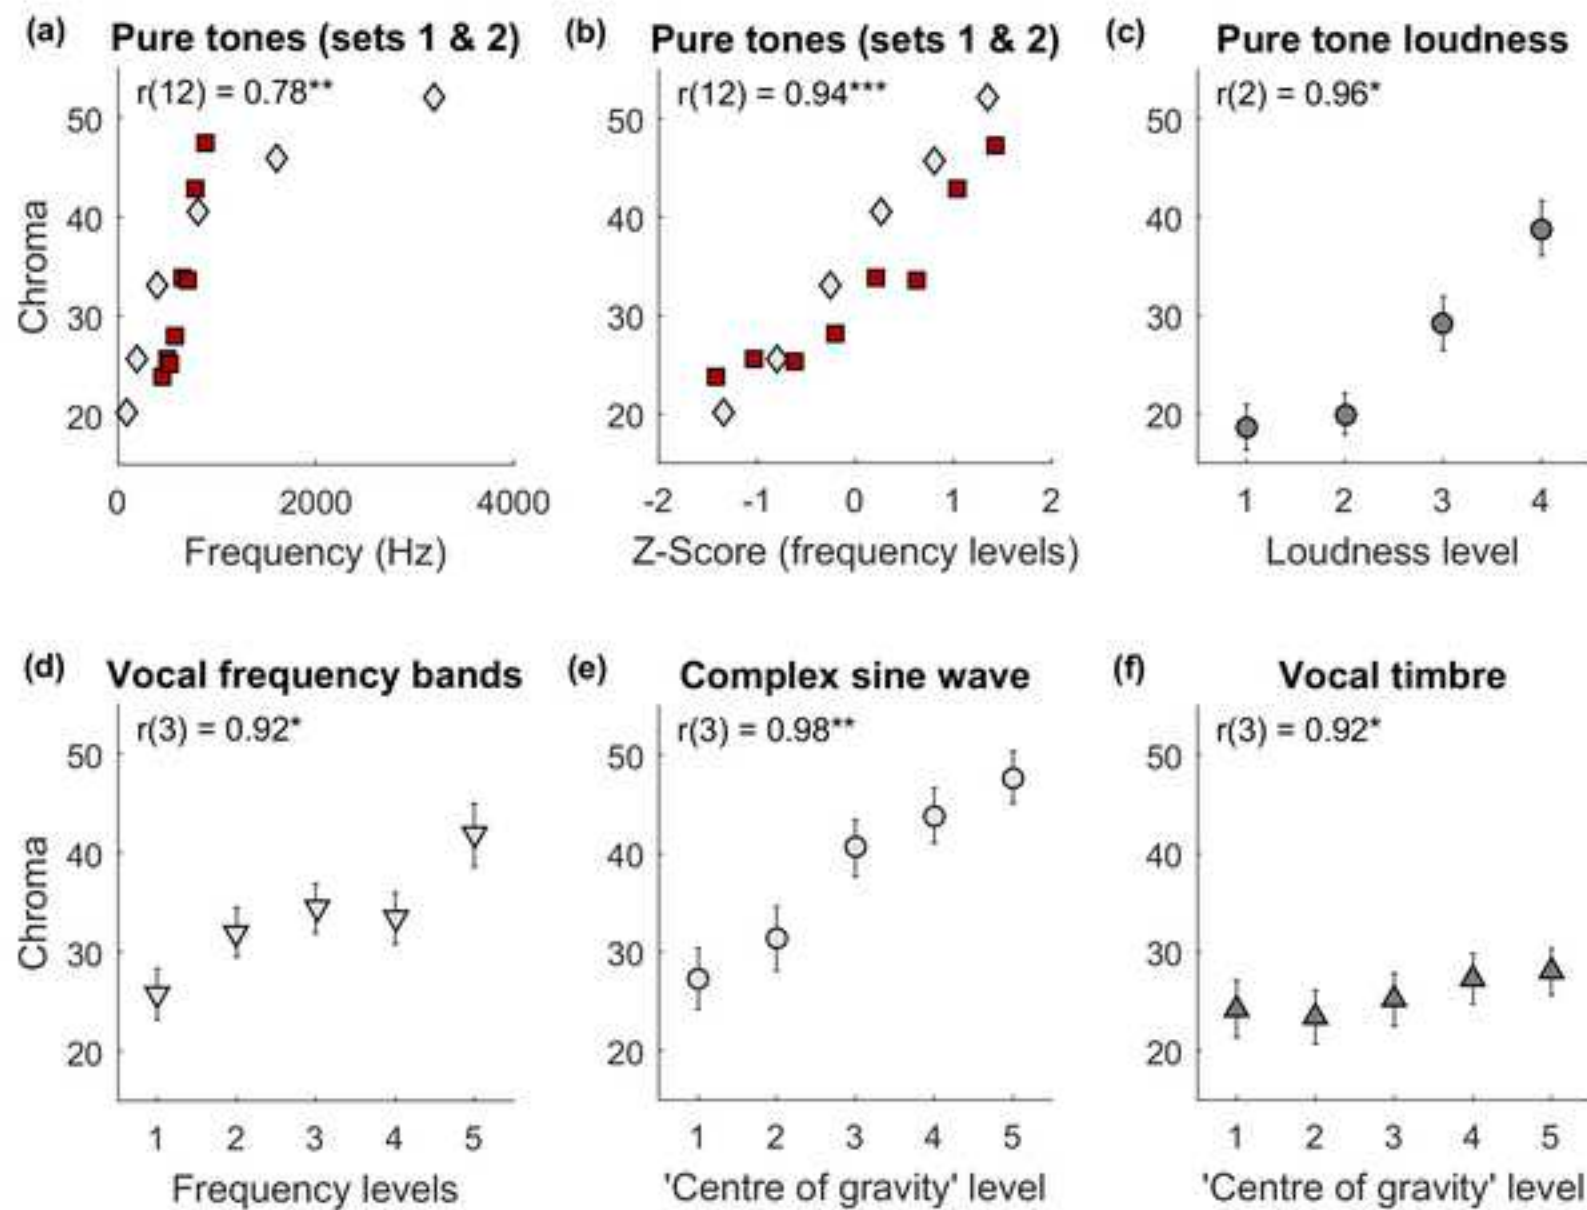 (a) Pure tones (sets 1 & 2)
r(12) = 0.78**
Chroma
50
40
30
20
0 2000 4000
Frequency (Hz)
(b) Pure tones (sets 1 & 2)
r(12) = 0.94***
50
40
30
20
-2 -1 0 1 2
Z-Score (frequency levels)
(c) Pure tone loudness
r(2) = 0.96*
50
40
30
20
1 2 3 4
Loudness level
(d) Vocal frequency bands
r(3) = 0.92*
Chroma
50
40
30
20
1 2 3 4 5
Frequency levels
(e) Complex sine wave
r(3) = 0.98**
50
40
30
20
1 2 3 4 5
'Centre of gravity' level
(f) Vocal timbre
r(3) = 0.92*
50
40
30
20
1 2 3 4 5
'Centre of gravity' level